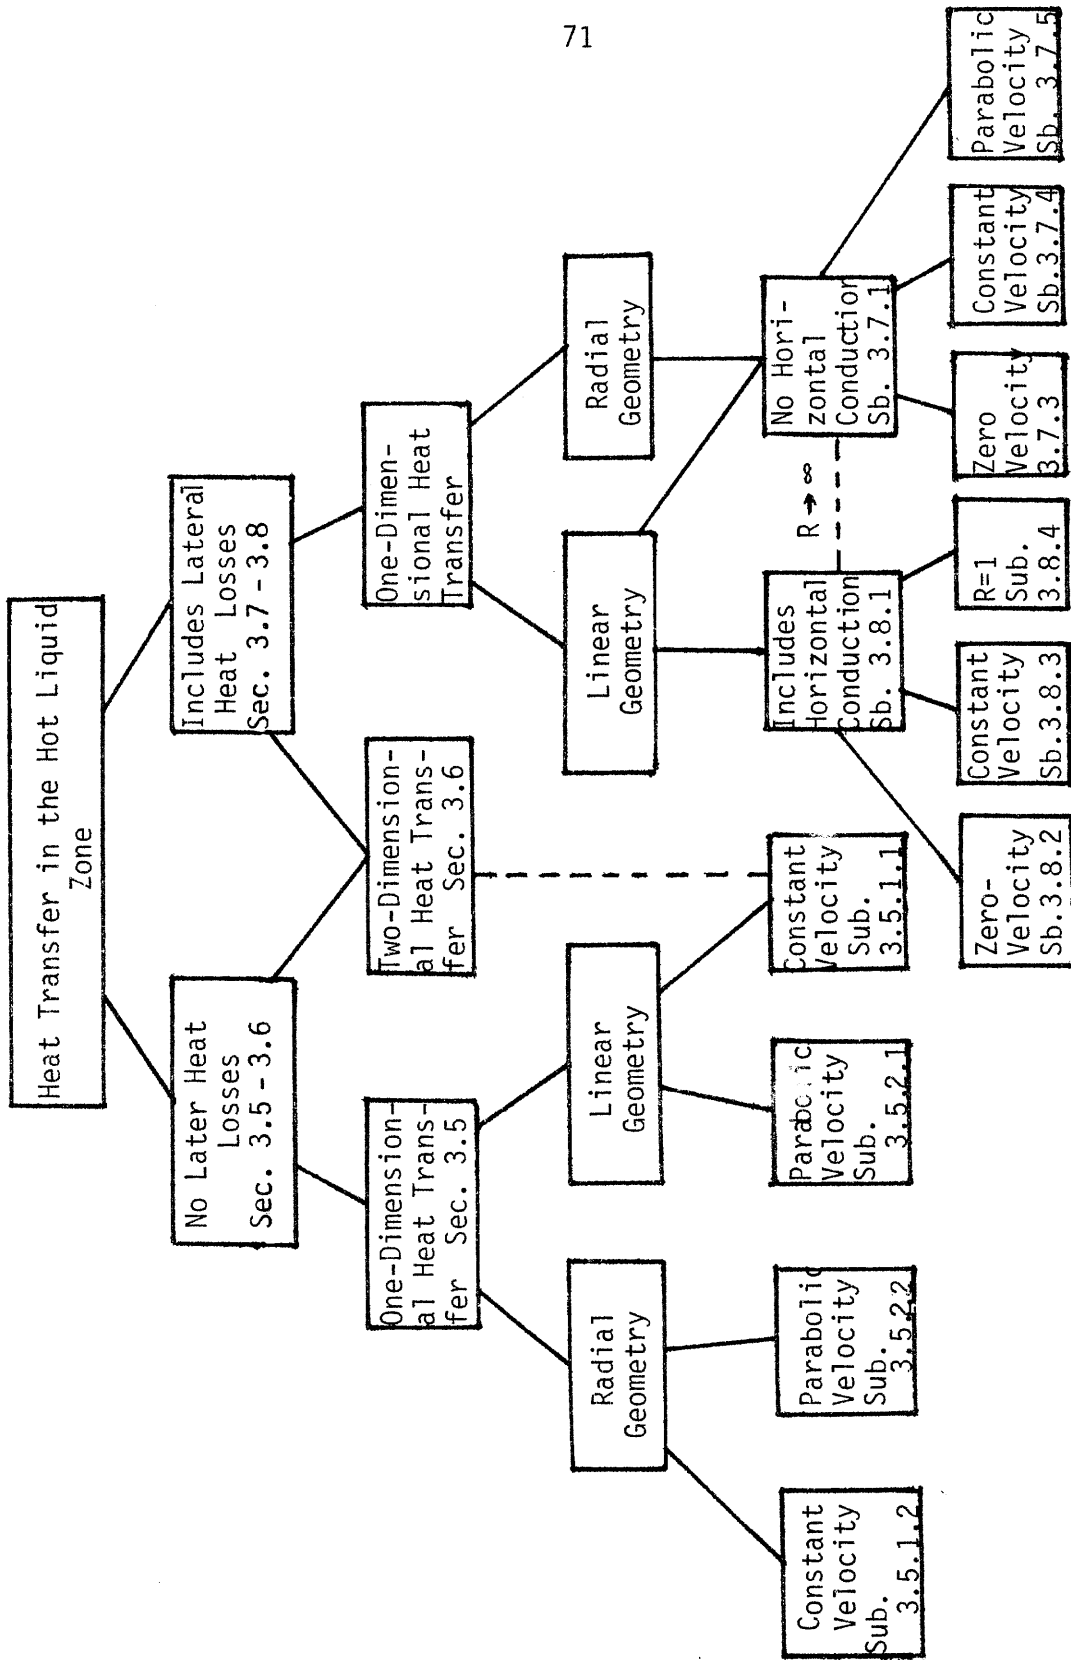 71
Heat Transfer in the Hot Liquid
Zone
No Later Heat
Losses
Sec. 3.5 - 3.6
Includes Lateral
Heat Losses
Sec. 3.7 - 3.8
One-Dimension-
al Heat Trans-
fer Sec. 3.5
Two-Dimension-
al Heat Trans-
fer Sec. 3.6
One-Dimen-
sional Heat
Transfer
Radial
Geometry
Linear
Geometry
Linear
Geometry
Radial
Geometry
Constant
Velocity
Sub.
3.5.1.2
Parabolic
Velocity
Sub.
3.5.2.2
Parabolic
Velocity
Sub.
3.5.2.1
Constant
Velocity
Sub.
3.5.1.1
Includes
Horizontal
Conduction
Sb. 3.8.1
R → ∞
No Hori-
zontal
Conduction
Sb. 3.7.1
Zero-
Velocity
Sb.3.8.2
Constant
Velocity
Sb.3.8.3
R=1
Sub.
3.8.4
Zero
Velocity
3.7.3
Constant
Velocity
Sb.3.7.4
Parabolic
Velocity
Sb. 3.7.5